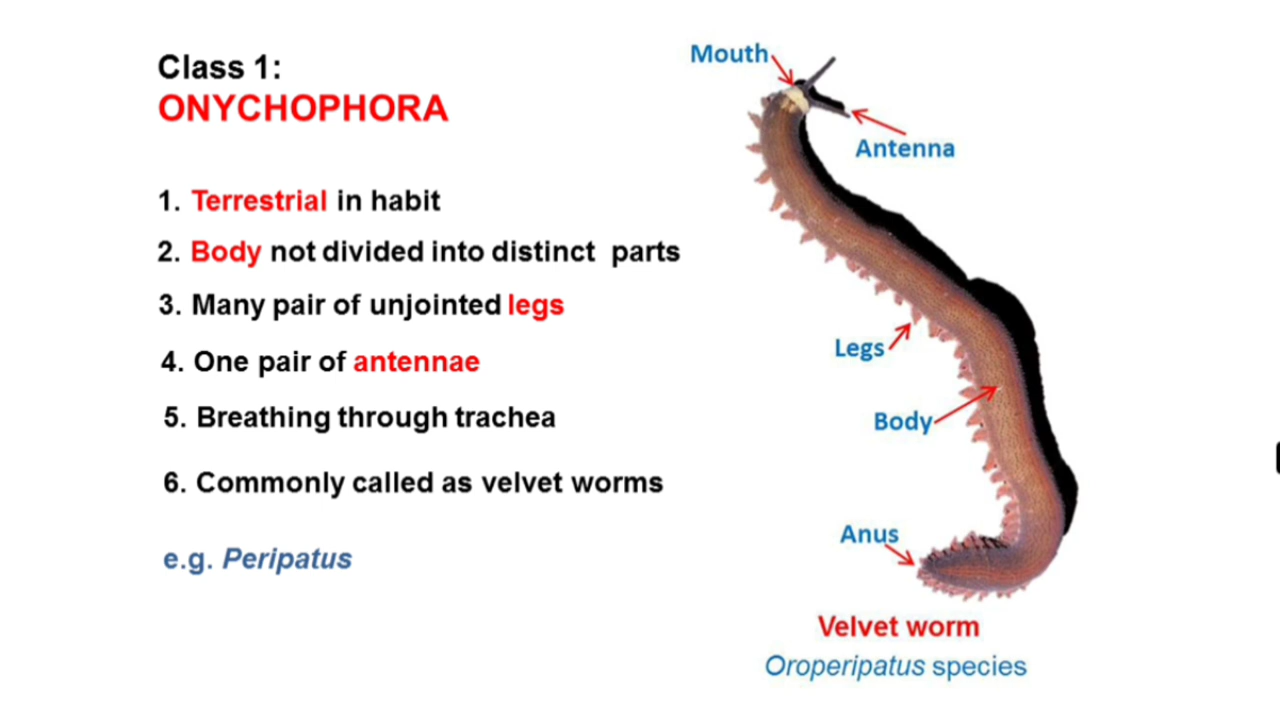 Class 1:
ONYCHOPHORA
1. Terrestrial in habit
2. Body not divided into distinct parts
3. Many pair of unjointed legs
4. One pair of antennae
5. Breathing through trachea
6. Commonly called as velvet worms
e.g. Peripatus
Mouth
Antenna
Legs
Body
Anus
Velvet worm
Oroperipatus species